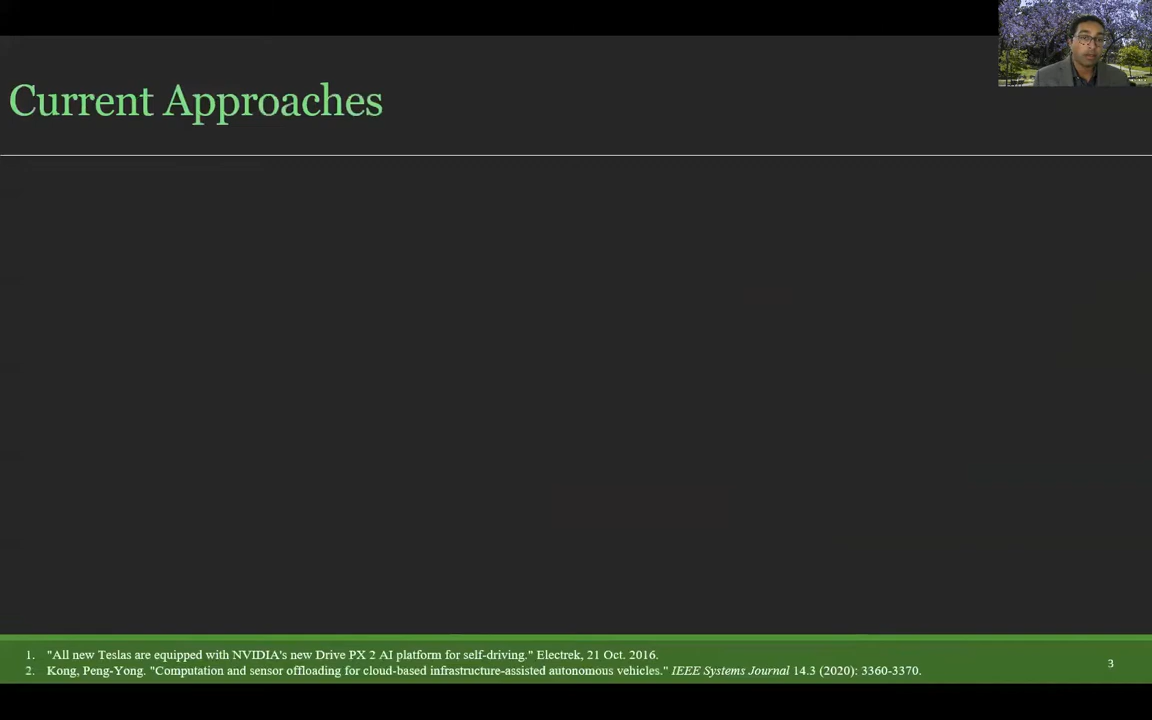 Current Approaches
1. "All new Teslas are equipped with NVIDIA's new Drive PX 2 AI platform for self-driving." Electrek, 21 Oct. 2016.
2. Kong, Peng-Yong. "Computation and sensor offloading for cloud-based infrastructure-assisted autonomous vehicles." IEEE Systems Journal 14.3 (2020): 3360-3370.
3